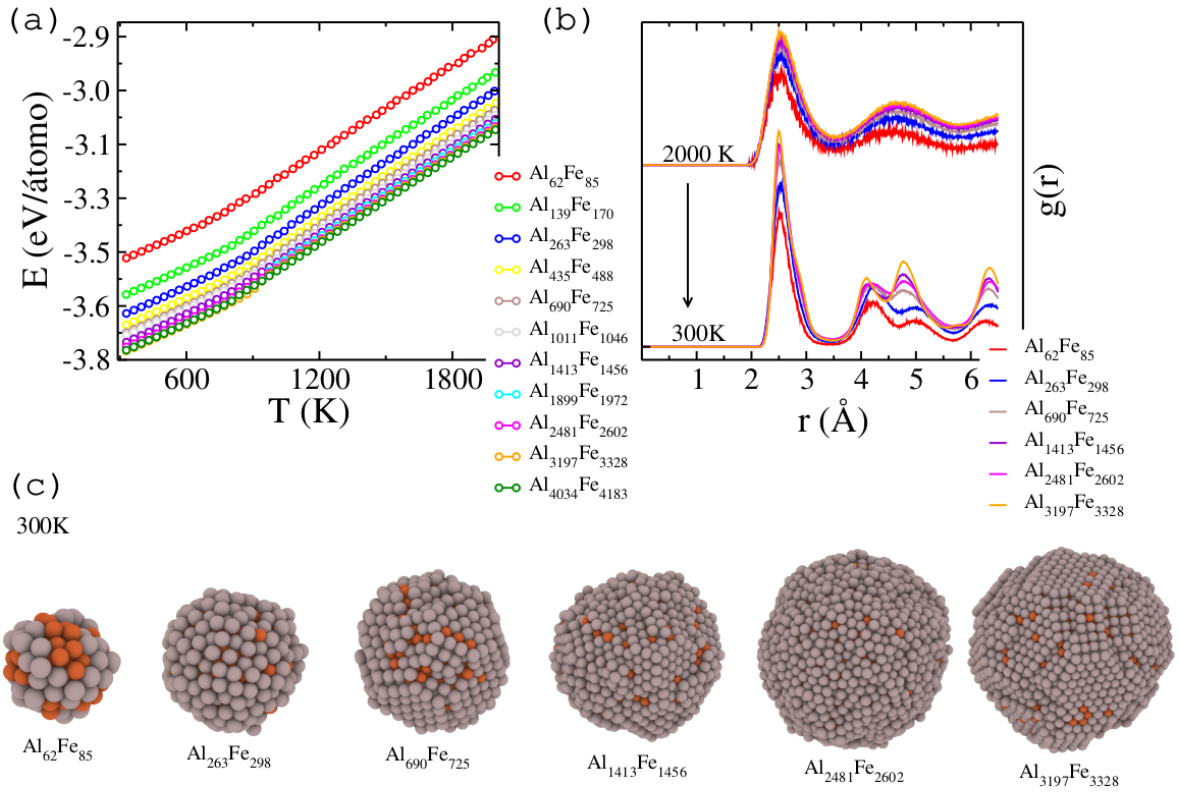 (a)
E (eV/átomo)
-2.9
-3.0
-3.1
-3.3
-3.5
-3.6
-3.8
600 1200 1800
T (K)
Al62Fe85
Al139Fe170
Al263Fe298
Al435Fe488
Al690Fe725
Al1011Fe1046
Al1413Fe1456
Al1899Fe1972
Al2481Fe2602
Al3197Fe3328
Al4034Fe4183
(b)
2000 K
300K
g(r)
1 2 3 4 5 6
r (Å)
Al62Fe85
Al263Fe298
Al690Fe725
Al1413Fe1456
Al2481Fe2602
Al3197Fe3328
(c)
300K
Al62Fe85
Al263Fe298
Al690Fe725
Al1413Fe1456
Al2481Fe2602
Al3197Fe3328